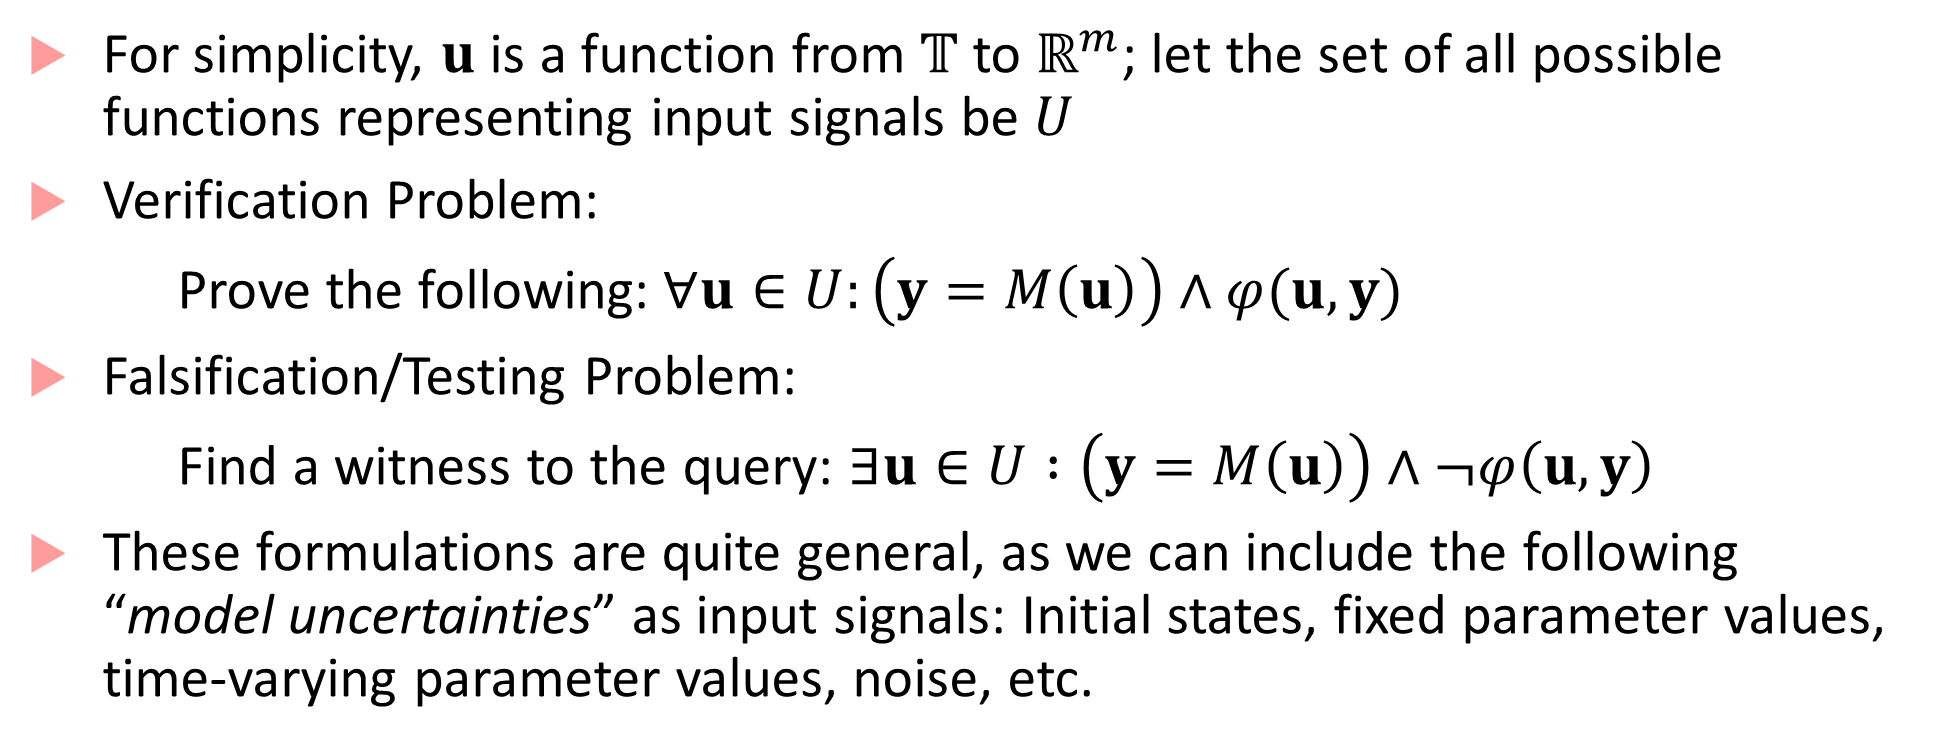 For simplicity, 𝐮 is a function from 𝕋 to ℝᵐ; let the set of all possible
functions representing input signals be 𝑈
Verification Problem:
Prove the following: ∀𝐮 ∈ 𝑈: (𝐲 = 𝑀(𝐮)) ∧ 𝜑(𝐮, 𝐲)
Falsification/Testing Problem:
Find a witness to the query: ∃𝐮 ∈ 𝑈 : (𝐲 = 𝑀(𝐮)) ∧ ¬𝜑(𝐮, 𝐲)
These formulations are quite general, as we can include the following
“model uncertainties” as input signals: Initial states, fixed parameter values,
time-varying parameter values, noise, etc.